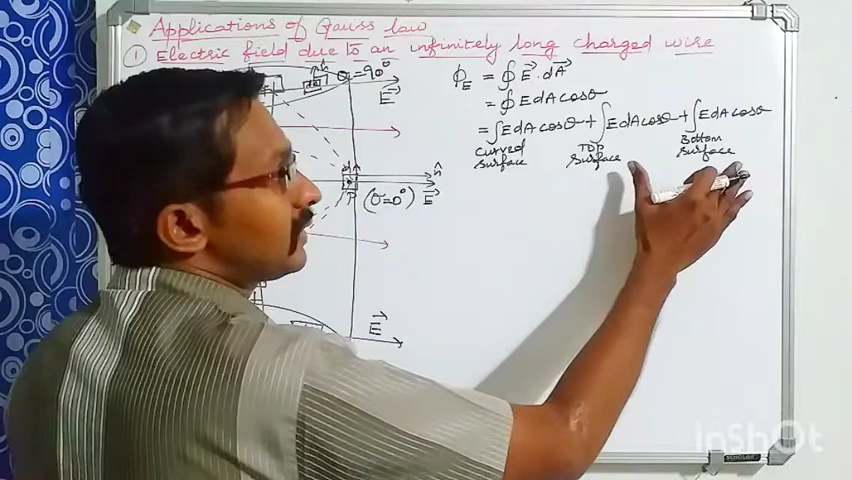 Applications of Gauss law
① Electric field due to an infinitely long charged wire
n̂ θ=90°
E⃗
ϕ_E = ∮ E⃗ . dA⃗
= ∮ E dA cosθ
= ∫ E dA cosθ + ∫ E dA cosθ + ∫ E dA cosθ
Curved surface Top surface Bottom surface
n̂
P (θ=0°) E⃗
E⃗
InShOt